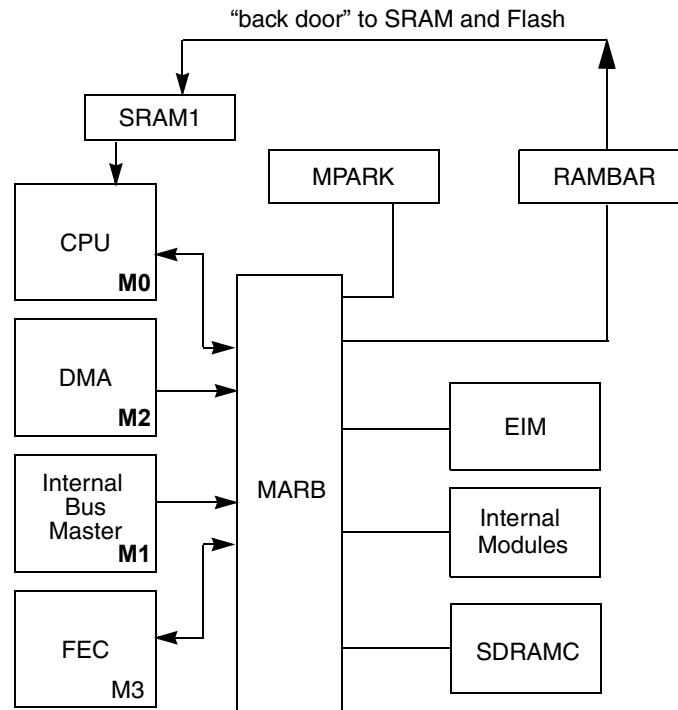 “back door” to SRAM and Flash
SRAM1
MPARK
RAMBAR
CPU
M0
DMA
M2
EIM
MARB
Internal
Bus
Master
M1
Internal
Modules
FEC
M3
SDRAMC